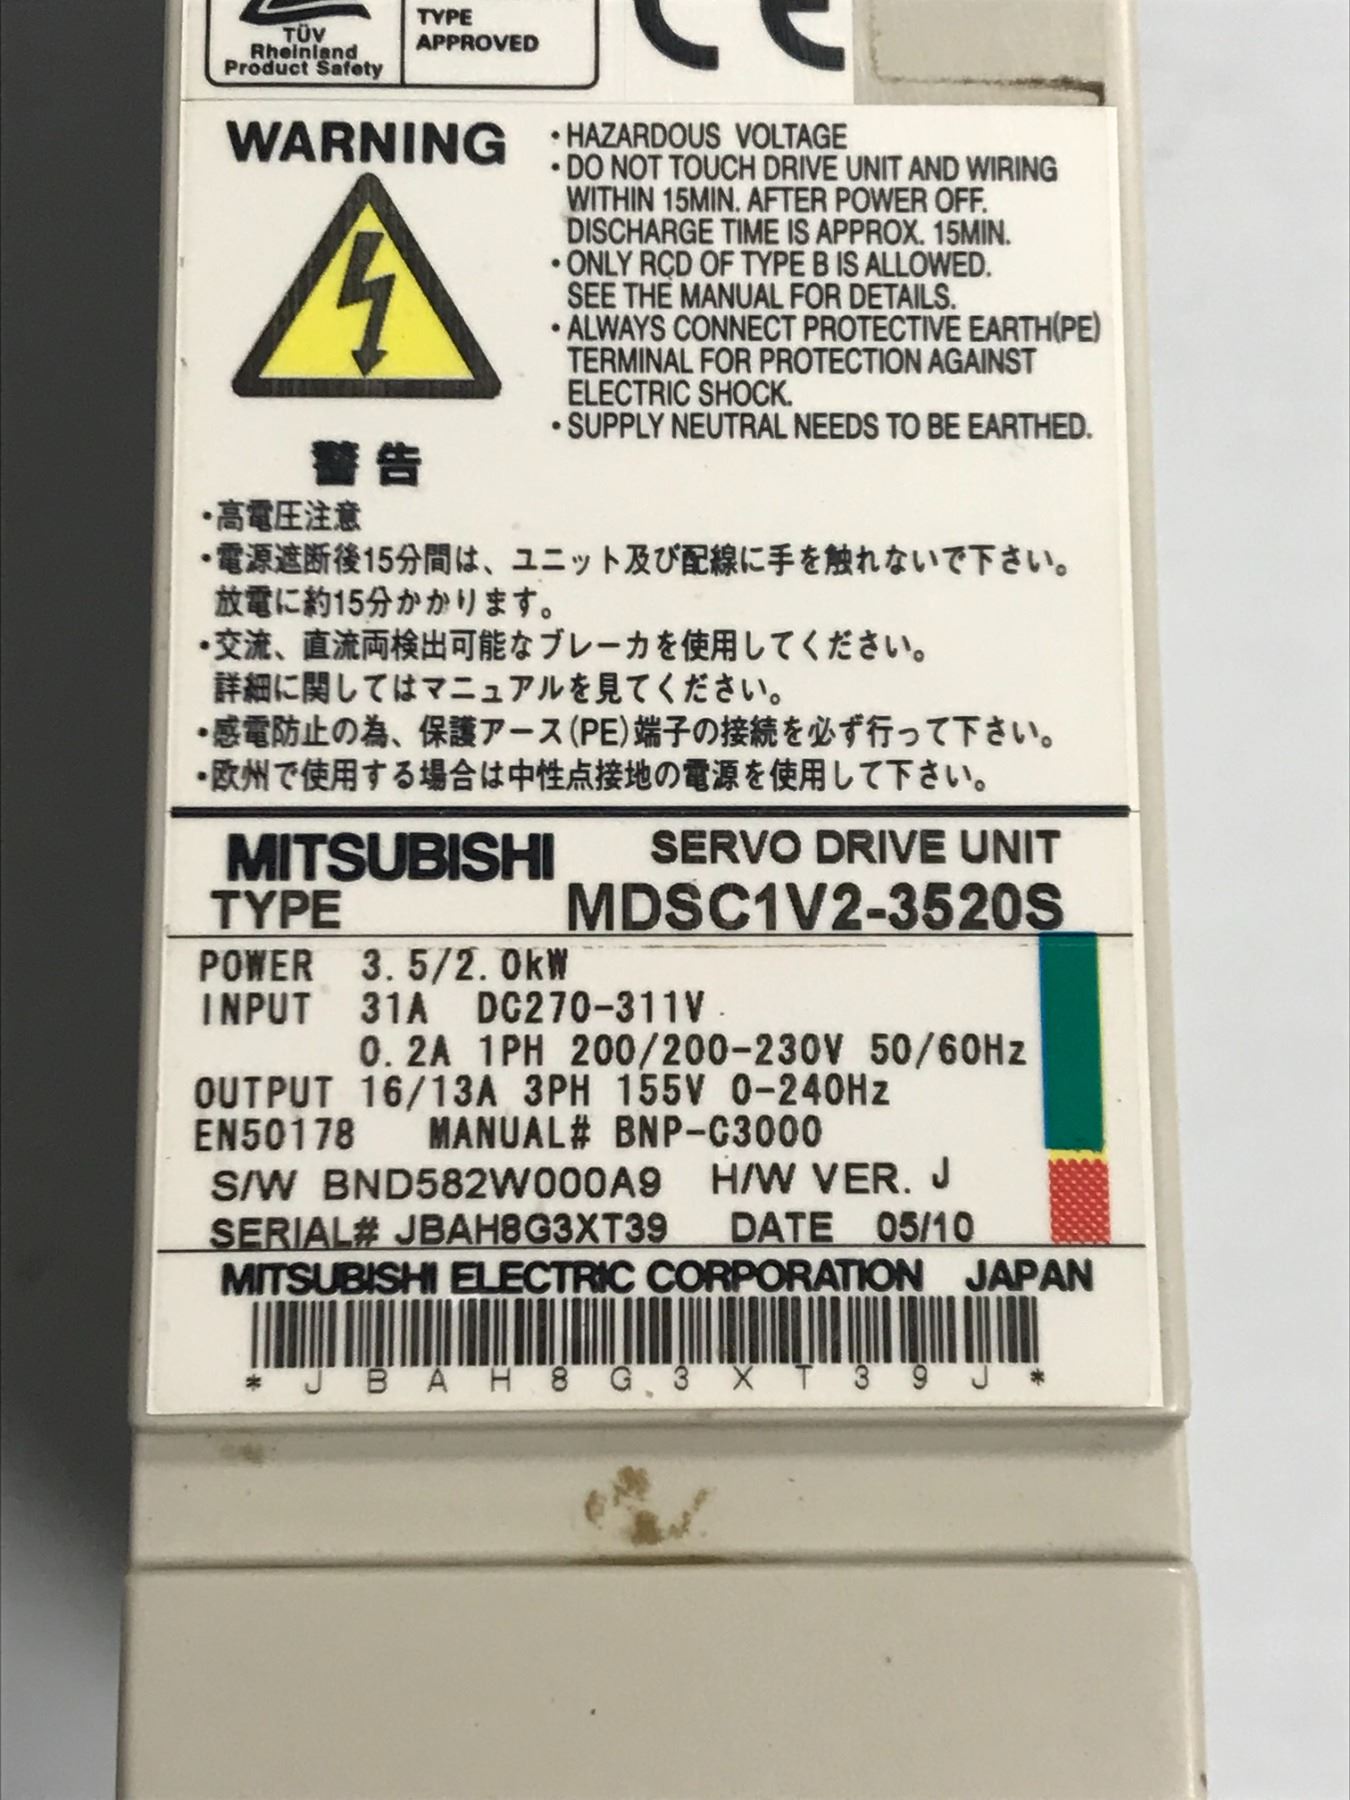 TÜV
Rheinland
Product Safety
TYPE
APPROVED
CE
WARNING
・HAZARDOUS VOLTAGE
・DO NOT TOUCH DRIVE UNIT AND WIRING
WITHIN 15MIN. AFTER POWER OFF.
DISCHARGE TIME IS APPROX. 15MIN.
・ONLY RCD OF TYPE B IS ALLOWED.
SEE THE MANUAL FOR DETAILS.
・ALWAYS CONNECT PROTECTIVE EARTH(PE)
TERMINAL FOR PROTECTION AGAINST
ELECTRIC SHOCK.
・SUPPLY NEUTRAL NEEDS TO BE EARTHED.
警告
・高電圧注意
・電源遮断後15分間は、ユニット及び配線に手を触れないで下さい。
放電に約15分かかります。
・交流、直流両検出可能なブレーカを使用してください。
詳細に関してはマニュアルを見てください。
・感電防止の為、保護アース(PE)端子の接続を必ず行って下さい。
・欧州で使用する場合は中性点接地の電源を使用して下さい。
MITSUBISHI SERVO DRIVE UNIT
TYPE MDSC1V2-3520S
POWER 3.5/2.0kW
INPUT 31A DC270-311V
0.2A 1PH 200/200-230V 50/60Hz
OUTPUT 16/13A 3PH 155V 0-240Hz
EN50178 MANUAL# BNP-C3000
S/W BND582W000A9 H/W VER. J
SERIAL# JBAH8G3XT39 DATE 05/10
MITSUBISHI ELECTRIC CORPORATION JAPAN
* J B A H 8 G 3 X T 3 9 J *